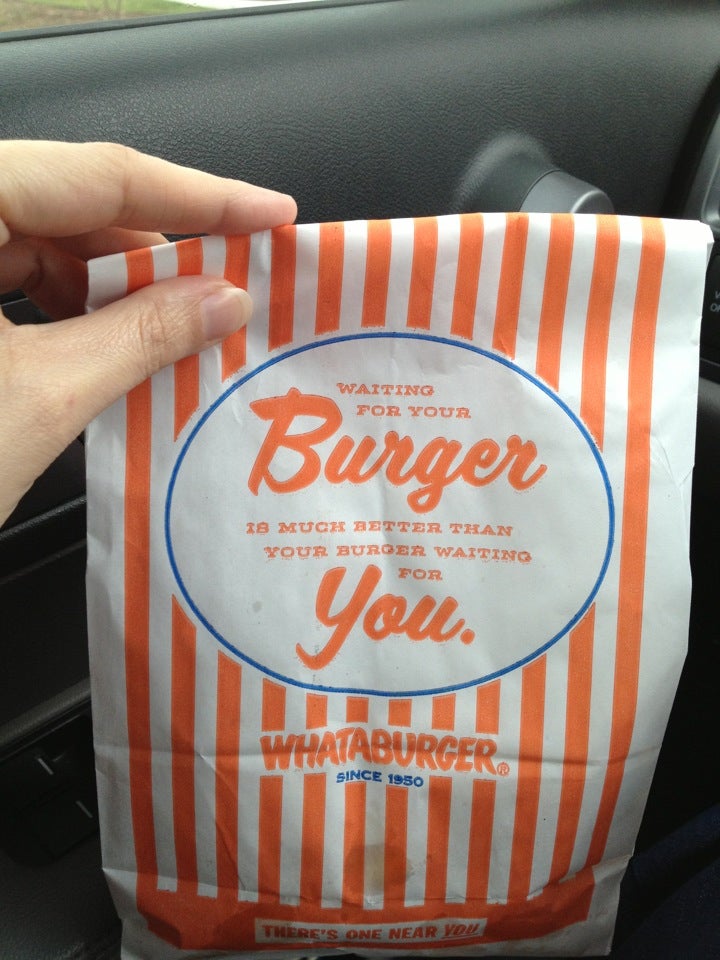 WAITING
FOR YOUR
Burger
IS MUCH BETTER THAN
YOUR BURGER WAITING
FOR
You.
WHATABURGER®
SINCE 1950
THERE'S ONE NEAR YOU